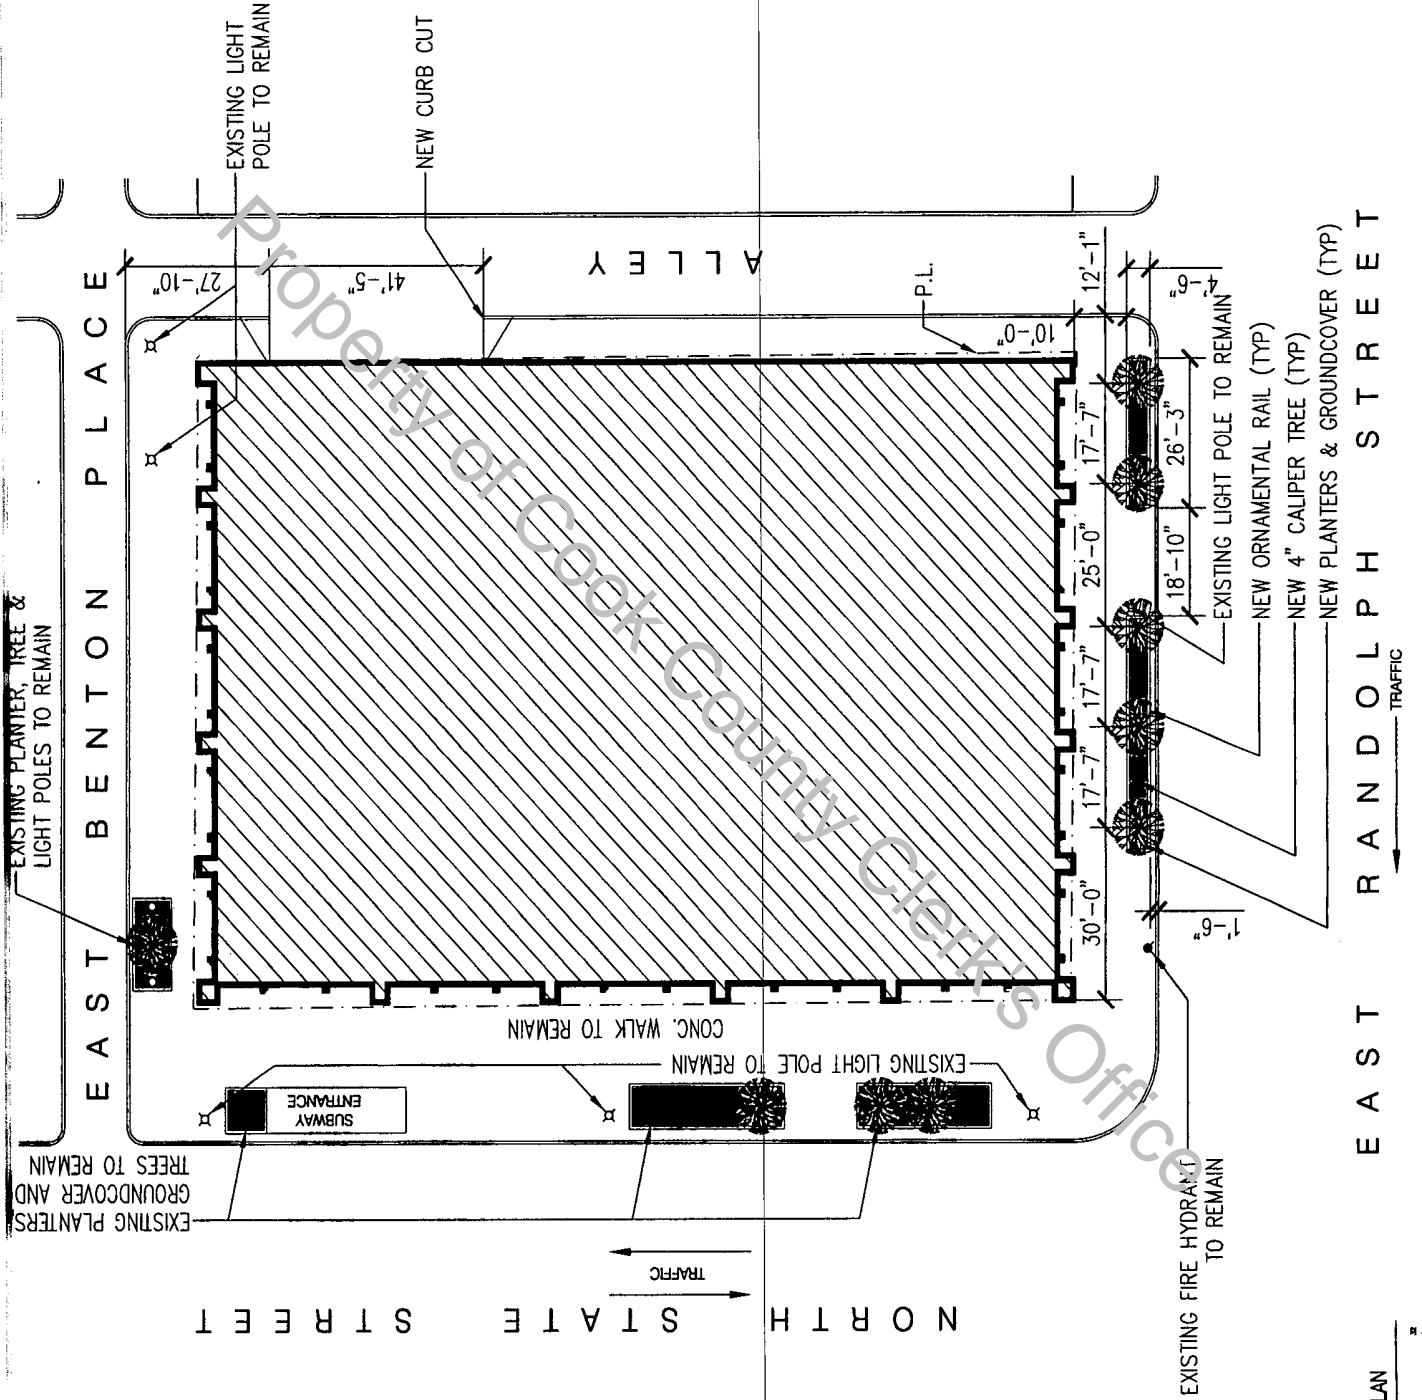 EXISTING LIGHT
POLE TO REMAIN
NEW CURB CUT
EAST BENTON PLACE
27'-10"
41'-5"
ALLEY
P.L.
10'-0"
12'-1"
4'-6"
17'-7"
26'-3"
25'-0"
18'-10"
17'-7"
17'-7"
30'-0"
1'-6"
EXISTING LIGHT POLE TO REMAIN
NEW ORNAMENTAL RAIL (TYP)
NEW 4" CALIPER TREE (TYP)
NEW PLANTERS & GROUNDCOVER (TYP)
EAST RANDOLPH STREET
TRAFFIC
EXISTING PLANTER, TREE &
LIGHT POLES TO REMAIN
CONC. WALK TO REMAIN
EXISTING LIGHT POLE TO REMAIN
SUBWAY
ENTRANCE
EXISTING PLANTERS
GROUNDCOVER AND
TREES TO REMAIN
TRAFFIC
NORTH STATE STREET
EXISTING FIRE HYDRANT
TO REMAIN
Property of Cook County Clerk's Office